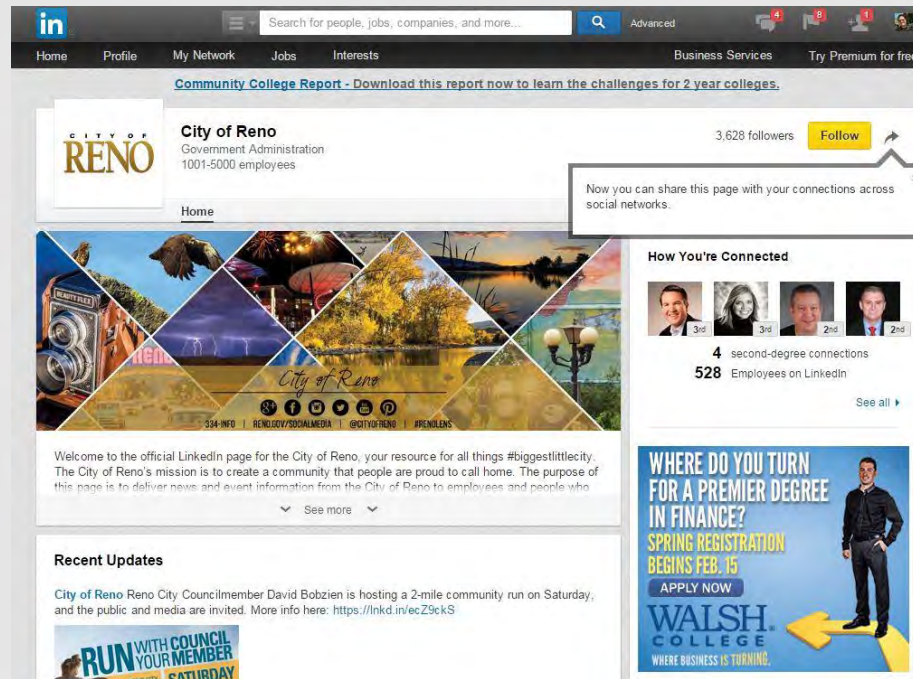 in
Search for people, jobs, companies, and more...
Advanced
4
8
1
Home Profile My Network Jobs Interests Business Services Try Premium for free
Community College Report - Download this report now to learn the challenges for 2 year colleges.
CITY OF
RENO
City of Reno
Government Administration
1001-5000 employees
3,628 followers
Follow
Now you can share this page with your connections across
social networks.
Home
BEAUTY FLEX
City of Reno
334-INFO | RENO.GOV/SOCIALMEDIA | @CITYOFRENO | #RENOLENS
Welcome to the official LinkedIn page for the City of Reno, your resource for all things #biggestlittlecity.
The City of Reno's mission is to create a community that people are proud to call home. The purpose of
this page is to deliver news and event information from the City of Reno to employees and people who
See more
Recent Updates
City of Reno Reno City Councilmember David Bobzien is hosting a 2-mile community run on Saturday,
and the public and media are invited. More info here: https://lnkd.in/ecZ9ckS
RUN WITH YOUR COUNCIL MEMBER
SATURDAY
How You're Connected
3rd 3rd 2nd 2nd
4 second-degree connections
528 Employees on LinkedIn
See all
WHERE DO YOU TURN
FOR A PREMIER DEGREE
IN FINANCE?
SPRING REGISTRATION
BEGINS FEB. 15
APPLY NOW
WALSH
COLLEGE
WHERE BUSINESS IS TURNING.